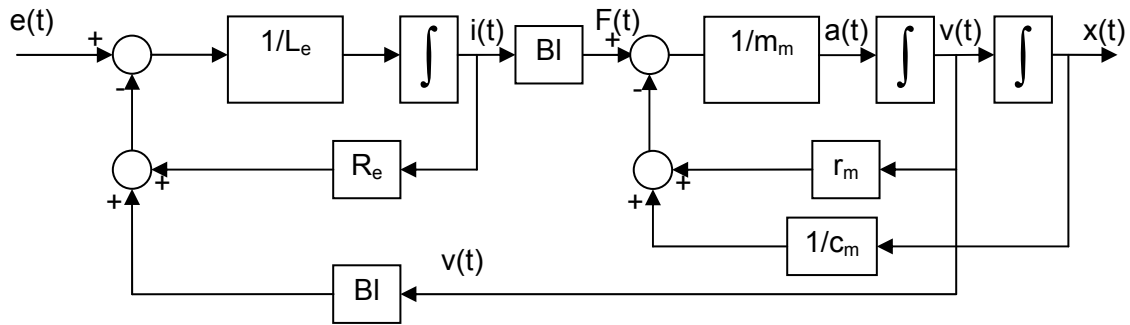 e(t) + 1/Lₑ ∫ i(t) Bl F(t) + 1/mₘ a(t) ∫ v(t) ∫ x(t)
- -
+ Rₑ + rₘ
+ + 1/cₘ
v(t)
Bl